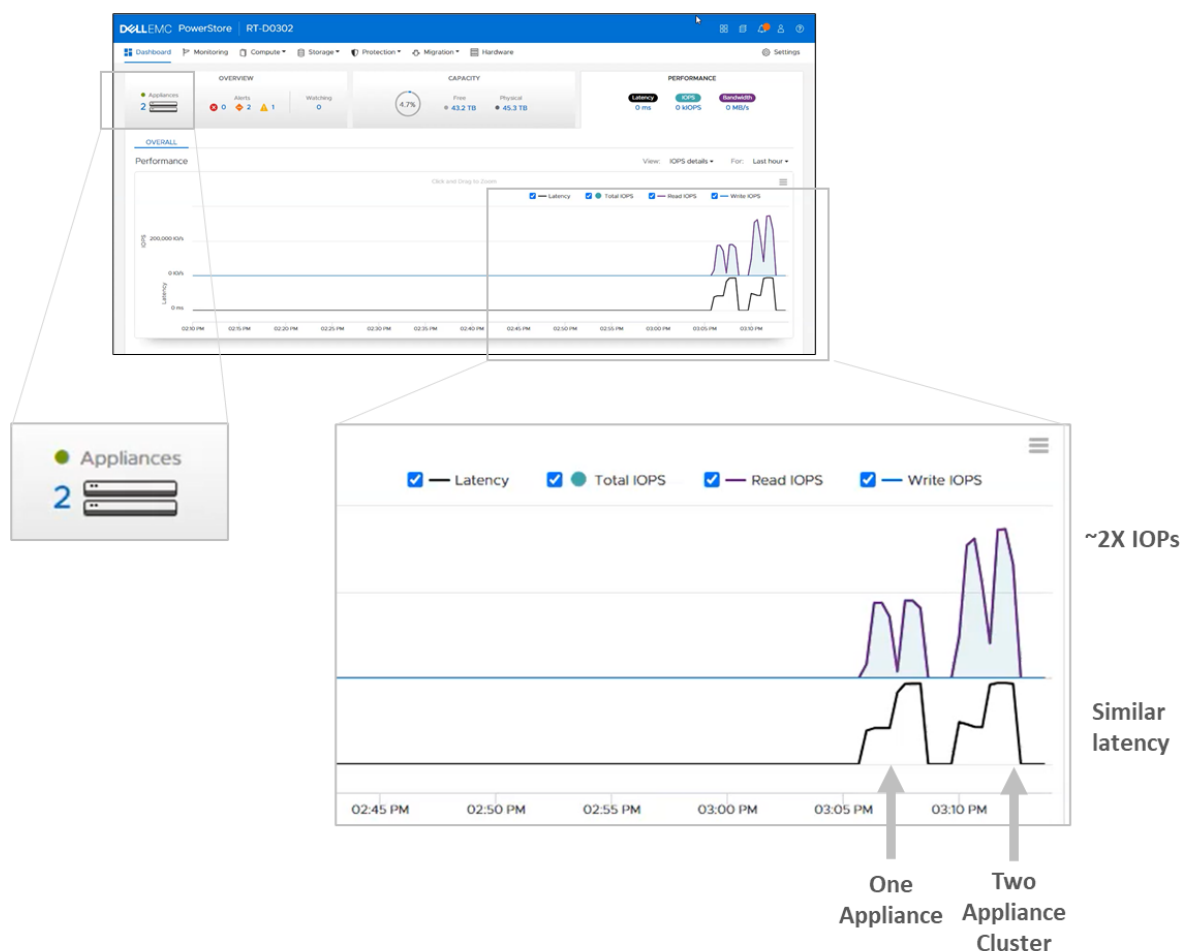 DELLEMC PowerStore RT-D0302
Dashboard Monitoring Compute Storage Protection Migration Hardware Settings
OVERVIEW
Appliances
2
Alerts
0 2 1
Watching
0
CAPACITY
4.7%
Free
43.2 TB
Physical
45.3 TB
PERFORMANCE
Latency IOPS Bandwidth
0 ms 0 kIOPS 0 MB/s
OVERALL
Performance
View: IOPS details For: Last hour
Click and Drag to Zoom
Latency Total IOPS Read IOPS Write IOPS
IOPS
200,000 IO/s
0 IO/s
Latency
0 ms
02:10 PM 02:15 PM 02:20 PM 02:25 PM 02:30 PM 02:35 PM 02:40 PM 02:45 PM 02:50 PM 02:55 PM 03:00 PM 03:05 PM 03:10 PM
Appliances
2
Latency Total IOPS Read IOPS Write IOPS
~2X IOPs
Similar
latency
02:45 PM 02:50 PM 02:55 PM 03:00 PM 03:05 PM 03:10 PM
One
Appliance
Two
Appliance
Cluster